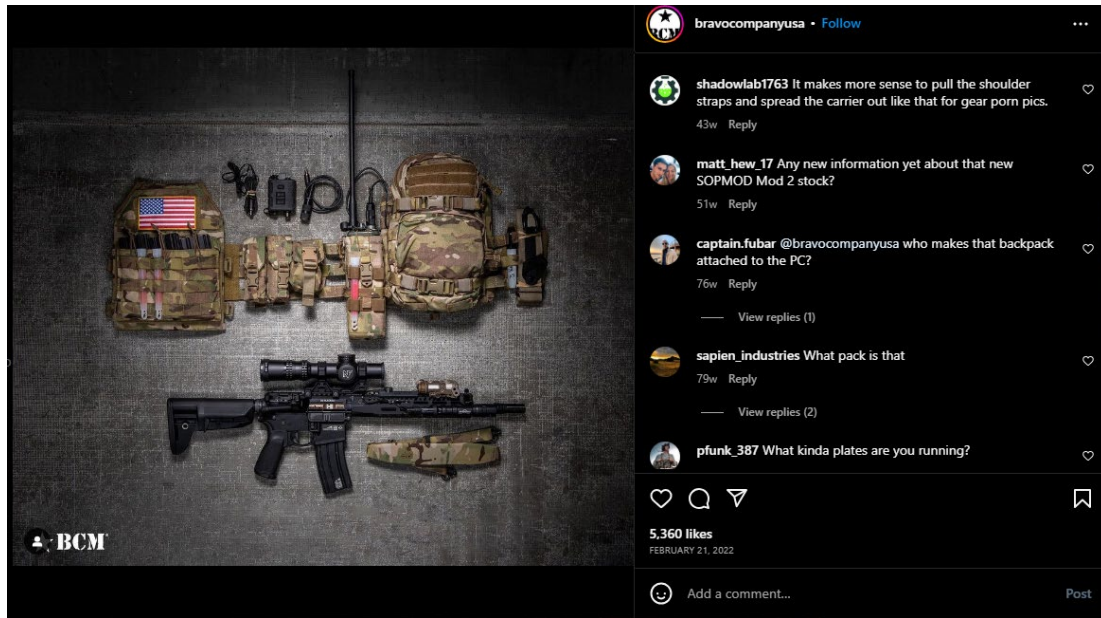 bravocompanyusa • Follow
shadowlab1763 It makes more sense to pull the shoulder
straps and spread the carrier out like that for gear porn pics.
43w Reply
matt_hew_17 Any new information yet about that new
SOPMOD Mod 2 stock?
51w Reply
captain.fubar @bravocompanyusa who makes that backpack
attached to the PC?
76w Reply
View replies (1)
sapien_industries What pack is that
79w Reply
View replies (2)
pfunk_387 What kinda plates are you running?
5,360 likes
FEBRUARY 21, 2022
Add a comment...
Post
BCM